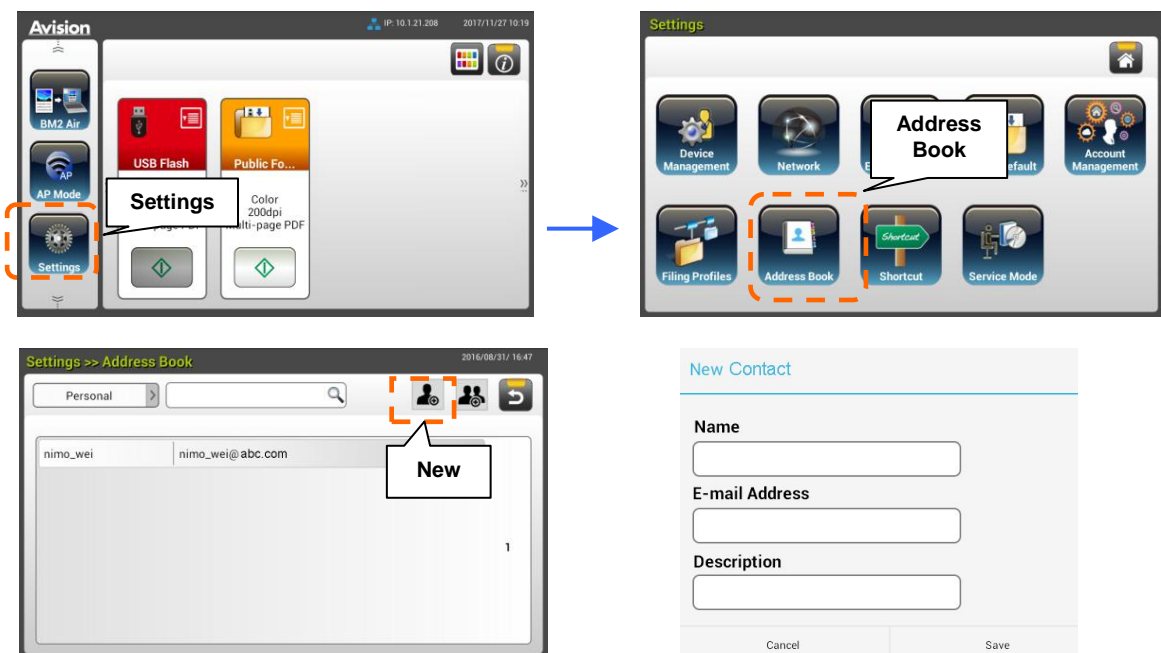 Avision
IP: 10.1.21.208
2017/11/27 10:19
BM2 Air
AP
AP Mode
Settings
USB Flash
Public Fo...
Color
200dpi
Multi-page PDF
Settings
Settings
Device
Management
Network
Address
Book
Account
Management
Filing Profiles
Address Book
Shortcut
Shortcut
Service Mode
Settings >> Address Book
2016/08/31/ 16:47
Personal
nimo_wei
nimo_wei@abc.com
New
1
New Contact
Name
E-mail Address
Description
Cancel
Save